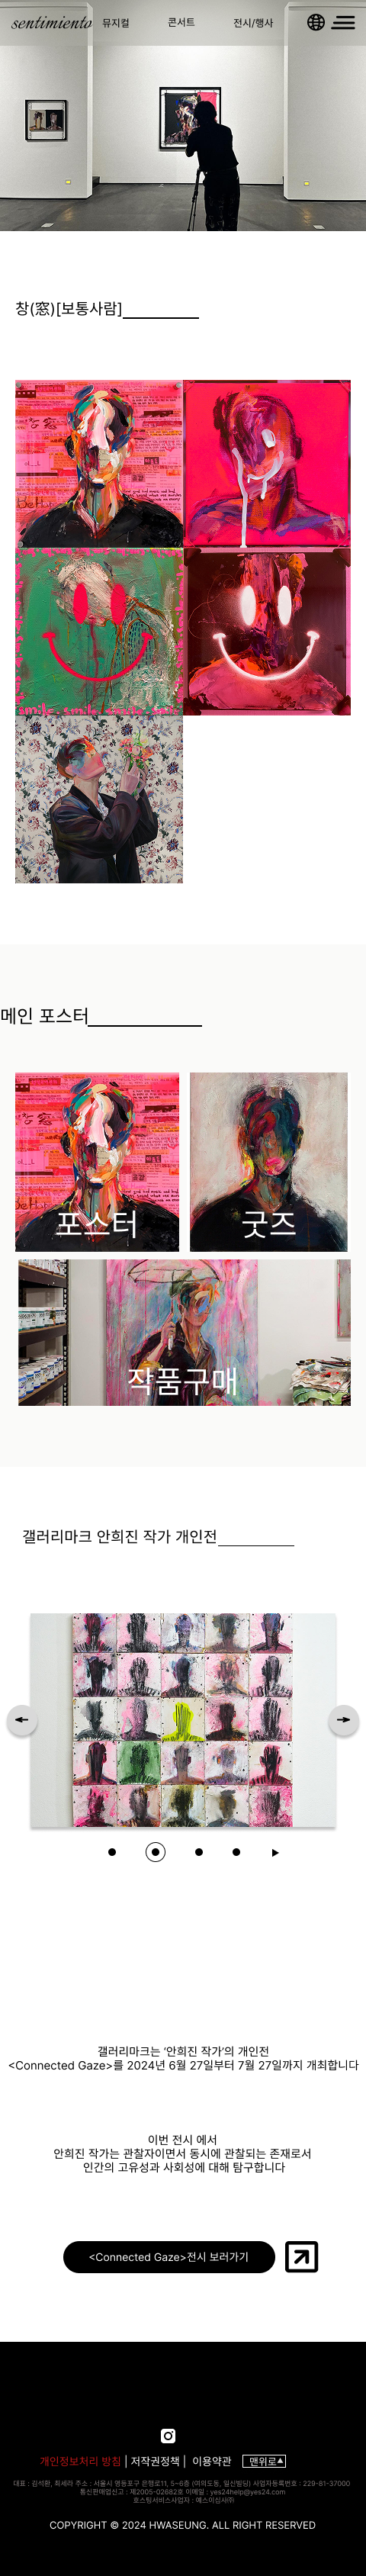 sentimiento 뮤지컬 콘서트 전시/행사
창(窓)[보통사람]
메인 포스터
포스터 굿즈
작품구매
갤러리마크 안희진 작가 개인전
갤러리마크는 '안희진 작가'의 개인전
<Connected Gaze>를 2024년 6월 27일부터 7월 27일까지 개최합니다
이번 전시 에서
안희진 작가는 관찰자이면서 동시에 관찰되는 존재로서
인간의 고유성과 사회성에 대해 탐구합니다
<Connected Gaze>전시 보러가기
개인정보처리 방침 | 저작권정책 | 이용약관 맨위로▲
대표 : 김석환, 최세라 주소 : 서울시 영등포구 은행로11, 5~6층 (여의도동, 일신빌딩) 사업자등록번호 : 229-81-37000
통신판매업신고 : 제2005-02682호 이메일 : yes24help@yes24.com
호스팅서비스사업자 : 예스이십사㈜
COPYRIGHT © 2024 HWASEUNG. ALL RIGHT RESERVED